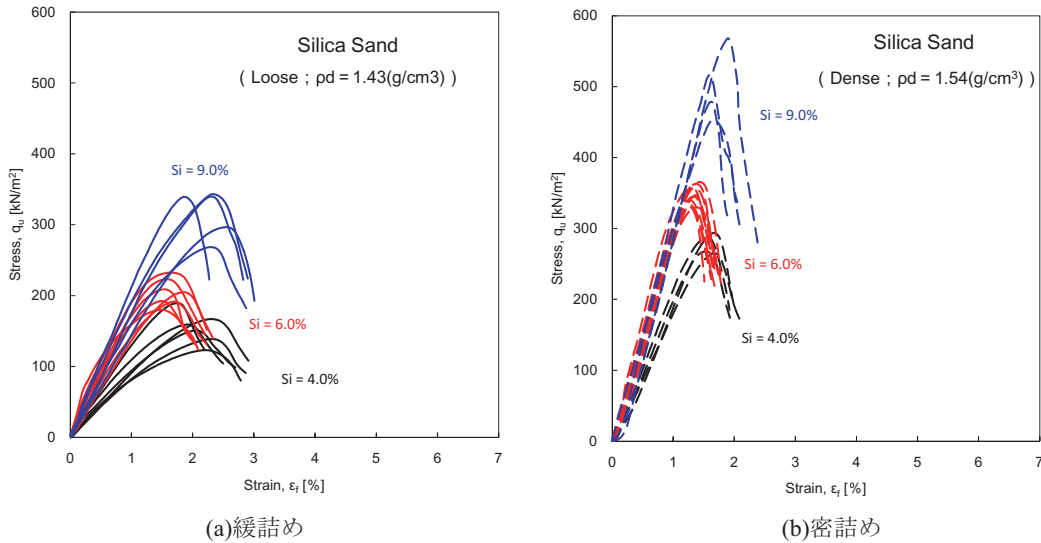 600
500
400
300
200
100
0
Stress, qu [kN/m²]
Silica Sand
( Loose ; ρd = 1.43(g/cm3) )
Si = 9.0%
Si = 6.0%
Si = 4.0%
0 1 2 3 4 5 6 7
Strain, εf [%]
(a)緩詰め
600
500
400
300
200
100
0
Stress, qu [kN/m²]
Silica Sand
( Dense ; ρd = 1.54(g/cm³) )
Si = 9.0%
Si = 6.0%
Si = 4.0%
0 1 2 3 4 5 6 7
Strain, εf [%]
(b)密詰め